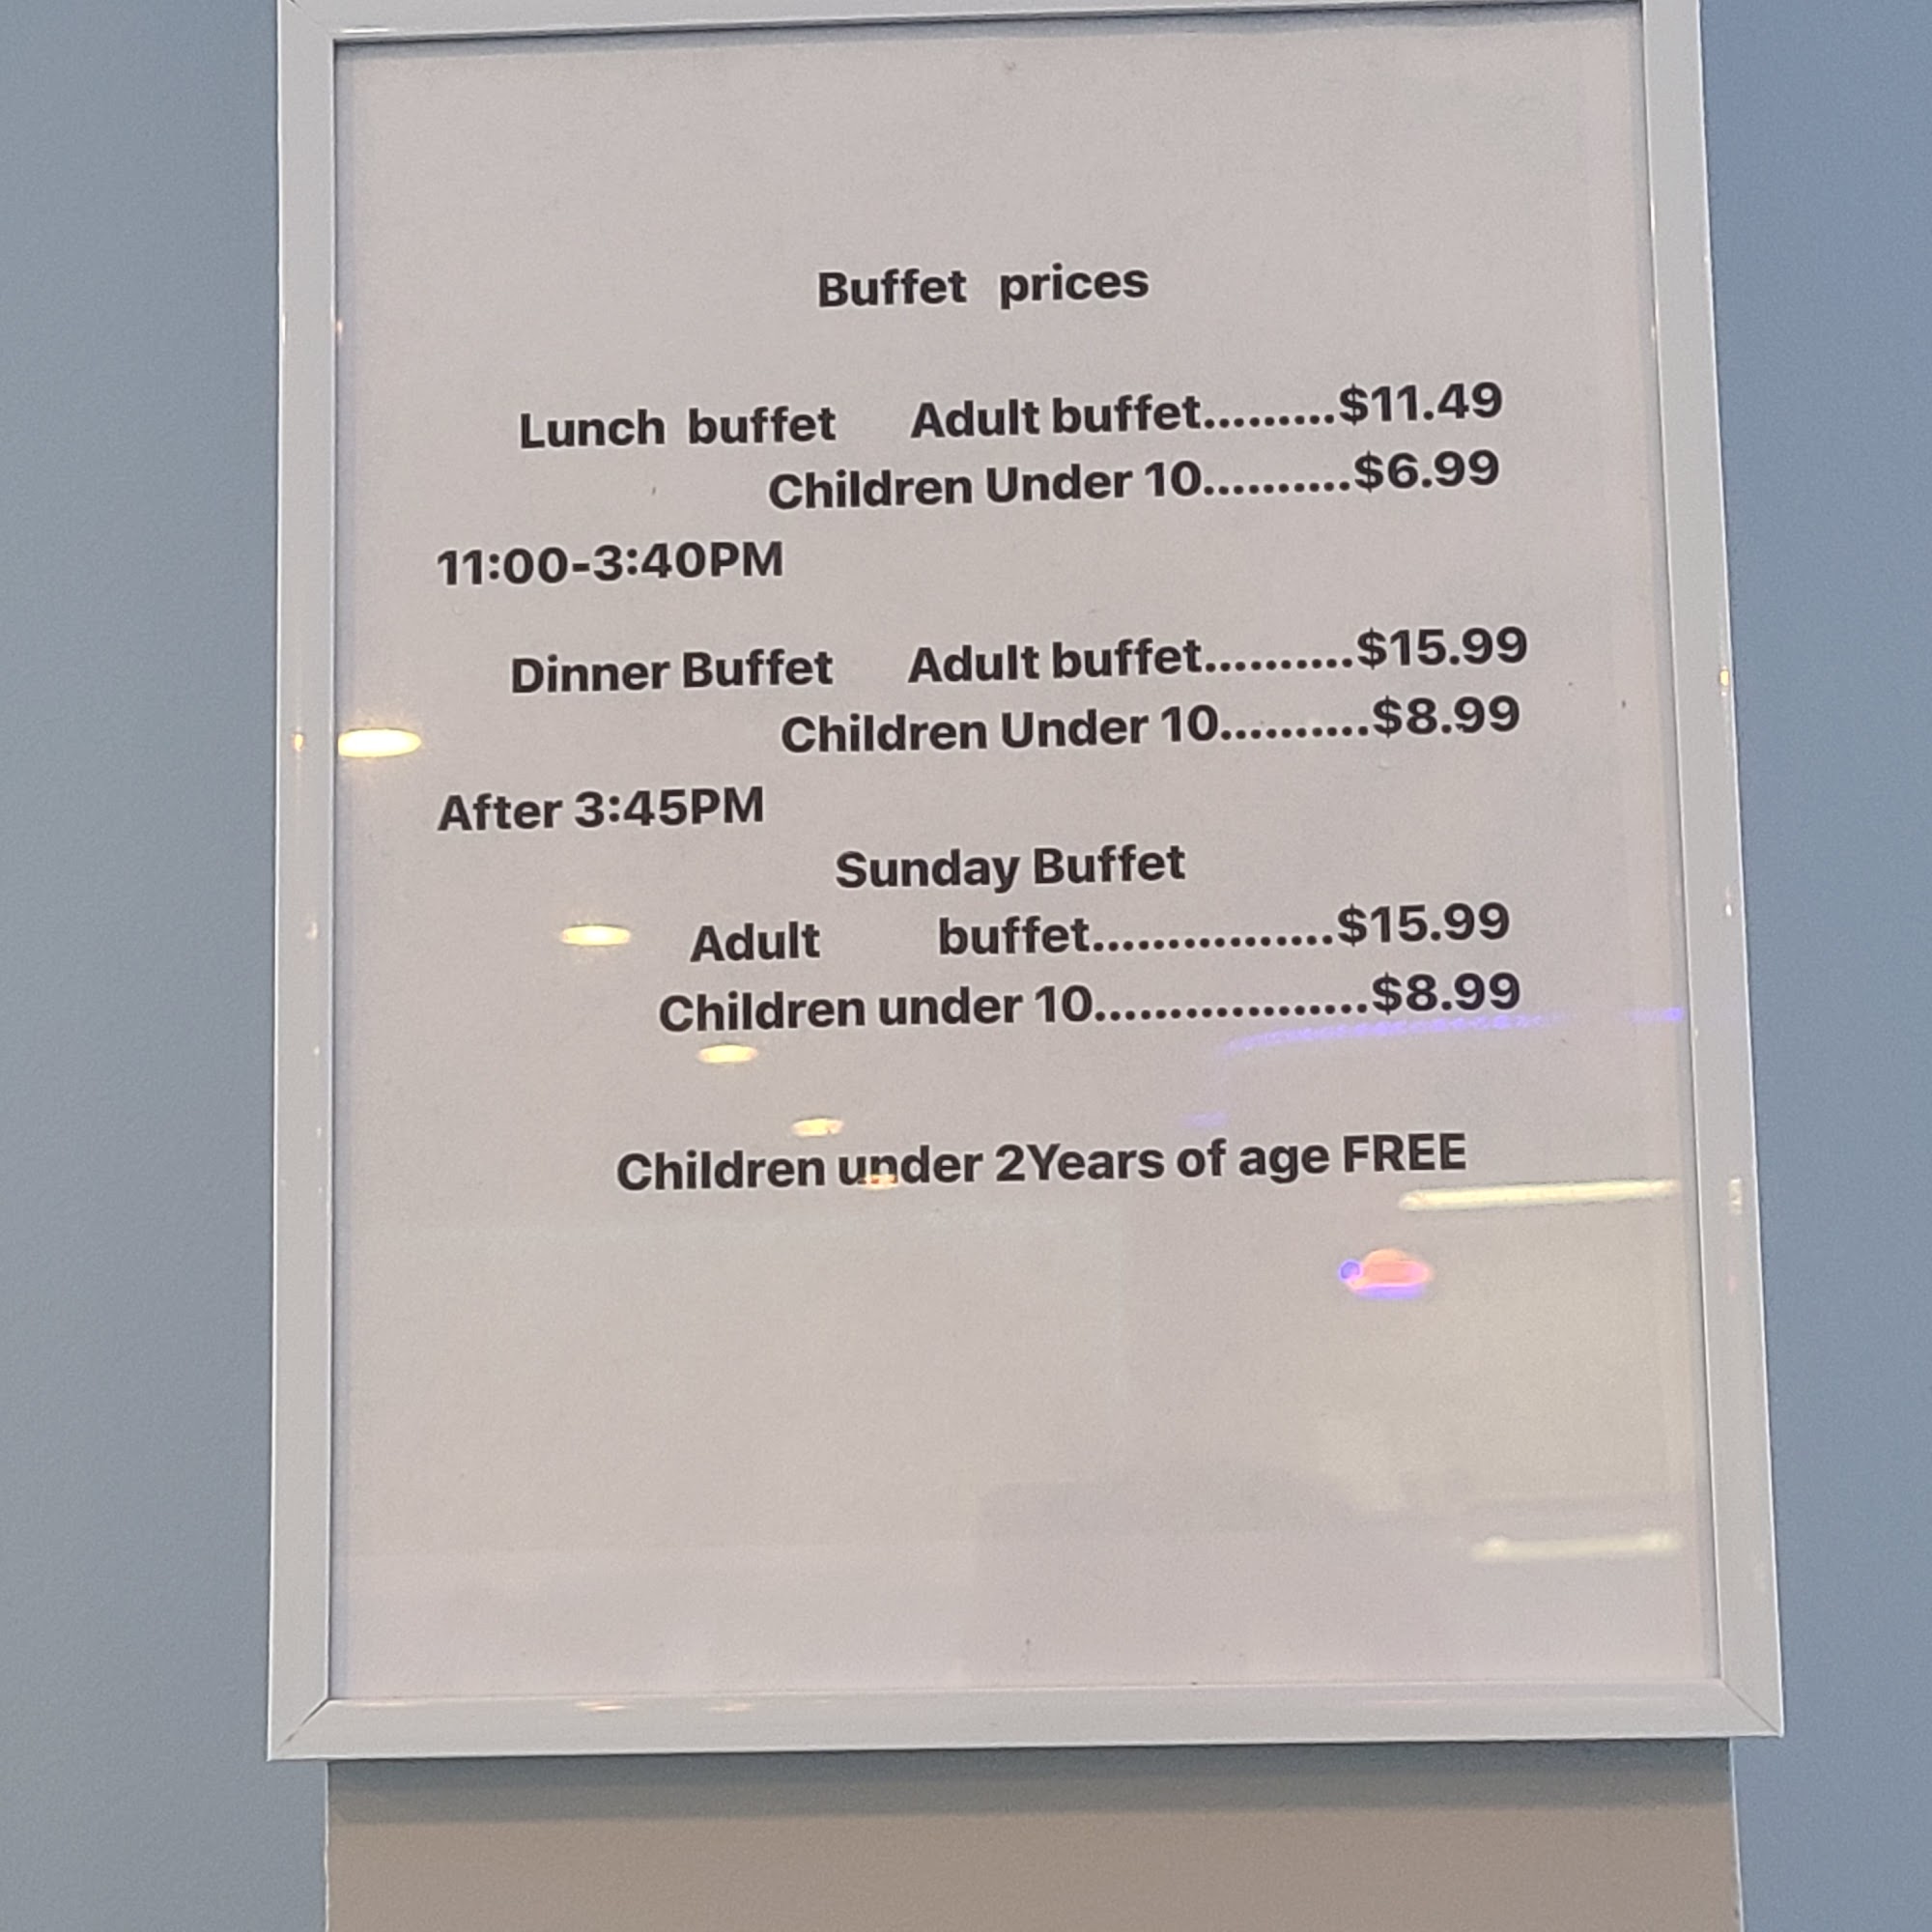 Buffet prices
Lunch buffet Adult buffet.........$11.49
Children Under 10..........$6.99
11:00-3:40PM
Dinner Buffet Adult buffet..........$15.99
Children Under 10..........$8.99
After 3:45PM
Sunday Buffet
Adult buffet................$15.99
Children under 10..................$8.99
Children under 2Years of age FREE